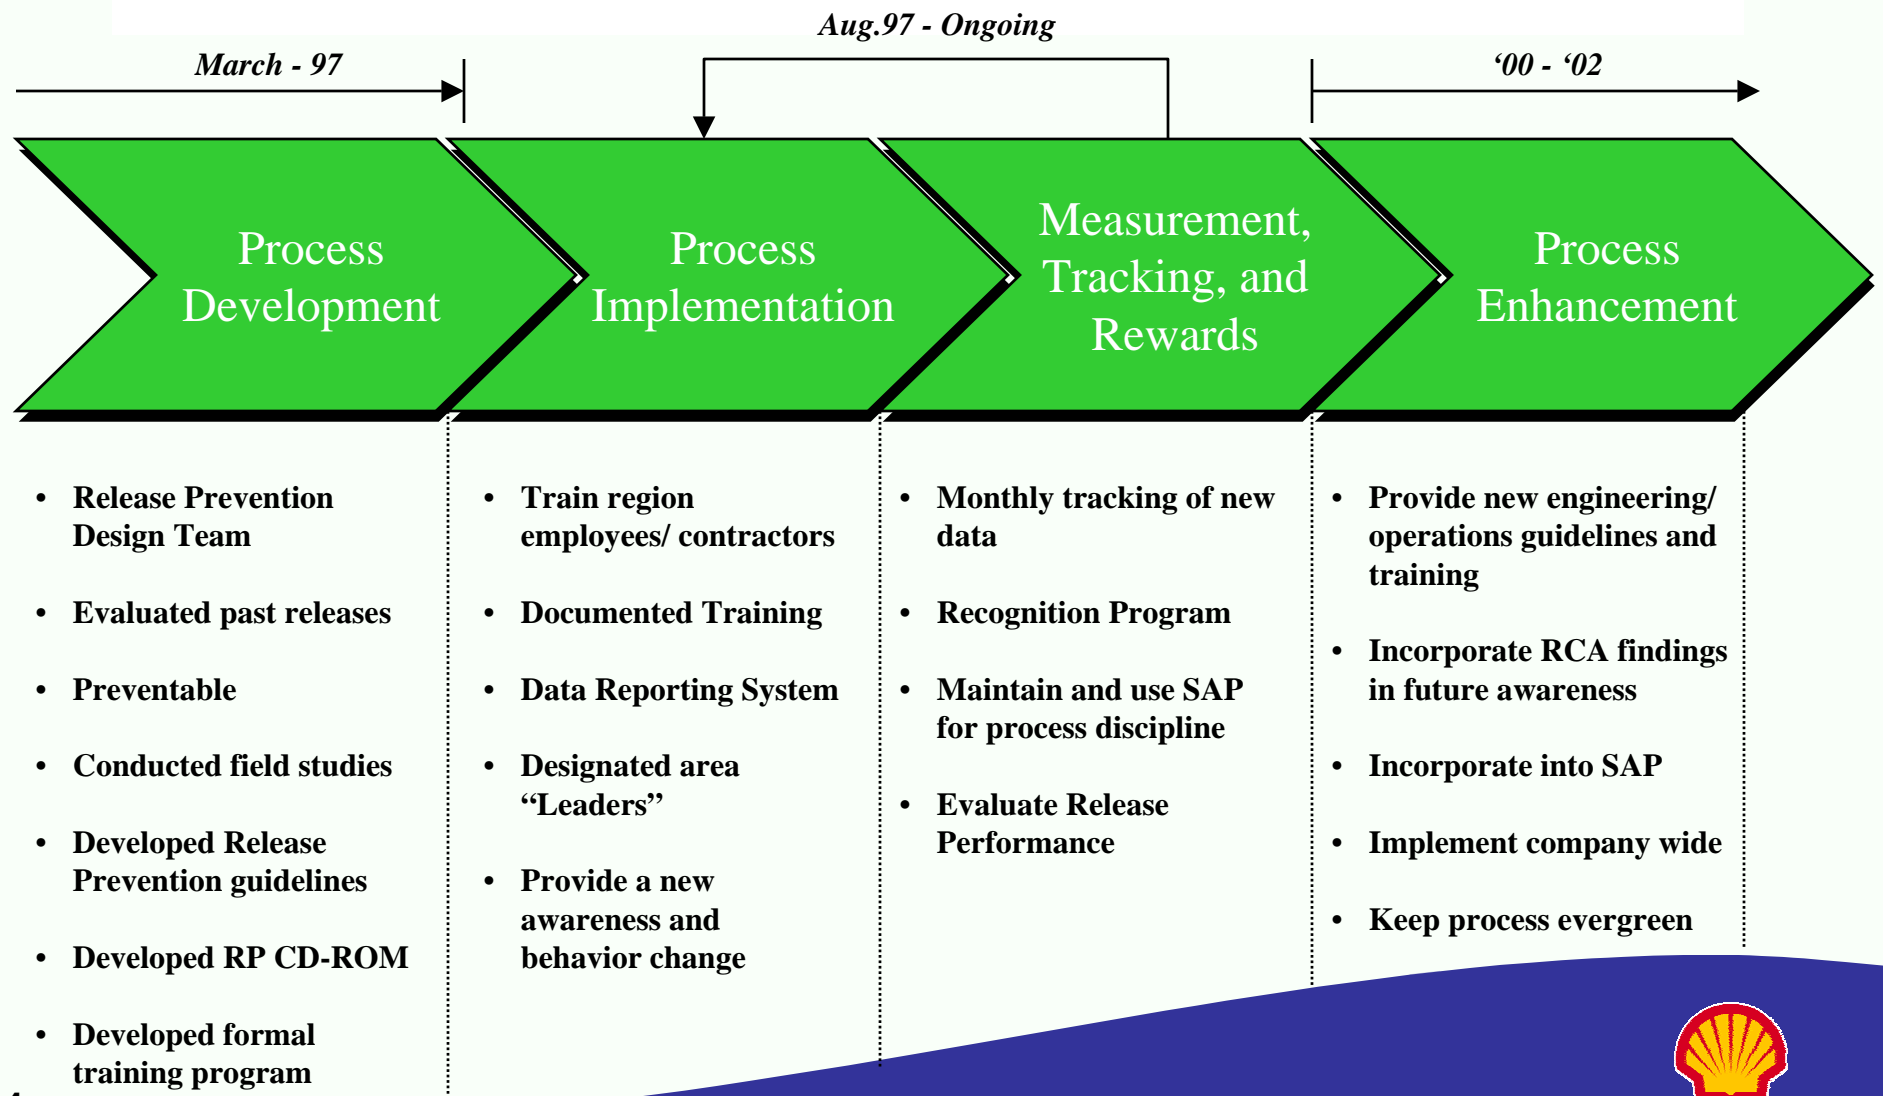 Aug.97 - Ongoing
March - 97
‘00 - ‘02
Process
Development
Process
Implementation
Measurement,
Tracking, and
Rewards
Process
Enhancement
• Release Prevention
Design Team
• Evaluated past releases
• Preventable
• Conducted field studies
• Developed Release
Prevention guidelines
• Developed RP CD-ROM
• Developed formal
training program
• Train region
employees/ contractors
• Documented Training
• Data Reporting System
• Designated area
“Leaders”
• Provide a new
awareness and
behavior change
• Monthly tracking of new
data
• Recognition Program
• Maintain and use SAP
for process discipline
• Evaluate Release
Performance
• Provide new engineering/
operations guidelines and
training
• Incorporate RCA findings
in future awareness
• Incorporate into SAP
• Implement company wide
• Keep process evergreen